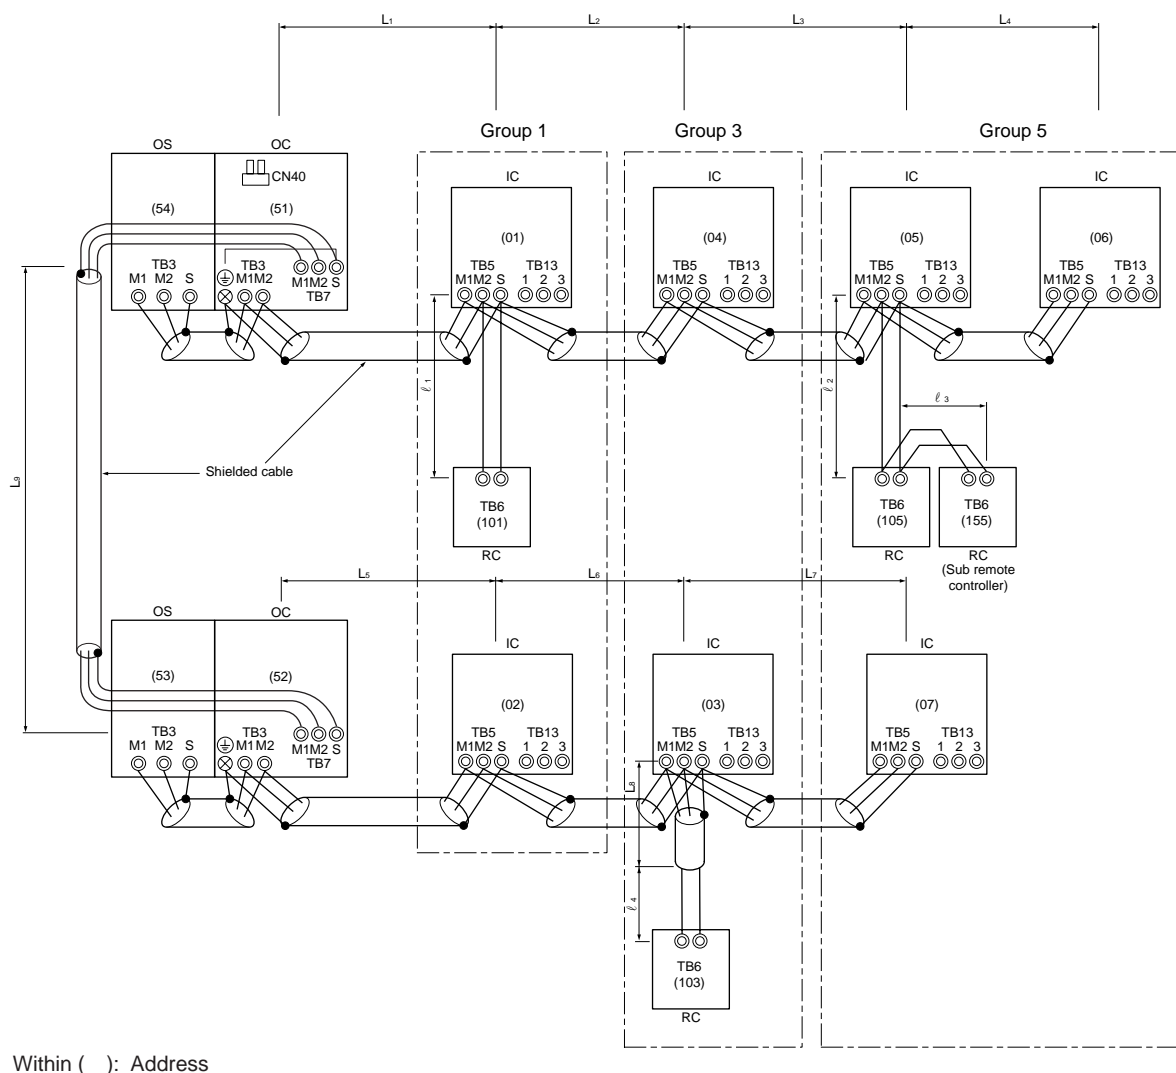 L1 L2 L3 L4
Group 1 Group 3 Group 5
OS OC
CN40
(54) (51)
TB3 TB3
M1 M2 S M1M2 M1M2 S
TB7
IC IC IC IC
(01) (04) (05) (06)
TB5 TB13 TB5 TB13 TB5 TB13 TB5 TB13
M1M2 S 1 2 3 M1M2 S 1 2 3 M1M2 S 1 2 3 M1M2 S 1 2 3
ℓ 1 ℓ 2
ℓ 3
L9
Shielded cable
TB6 TB6 TB6
(101) (105) (155)
RC RC RC
(Sub remote
controller)
L5 L6 L7
OS OC
(53) (52)
TB3 TB3
M1 M2 S M1M2 M1M2 S
TB7
IC IC IC
(02) (03) (07)
TB5 TB13 TB5 TB13 TB5 TB13
M1M2 S 1 2 3 M1M2 S 1 2 3 M1M2 S 1 2 3
L8
ℓ 4
TB6
(103)
RC
Within ( ): Address